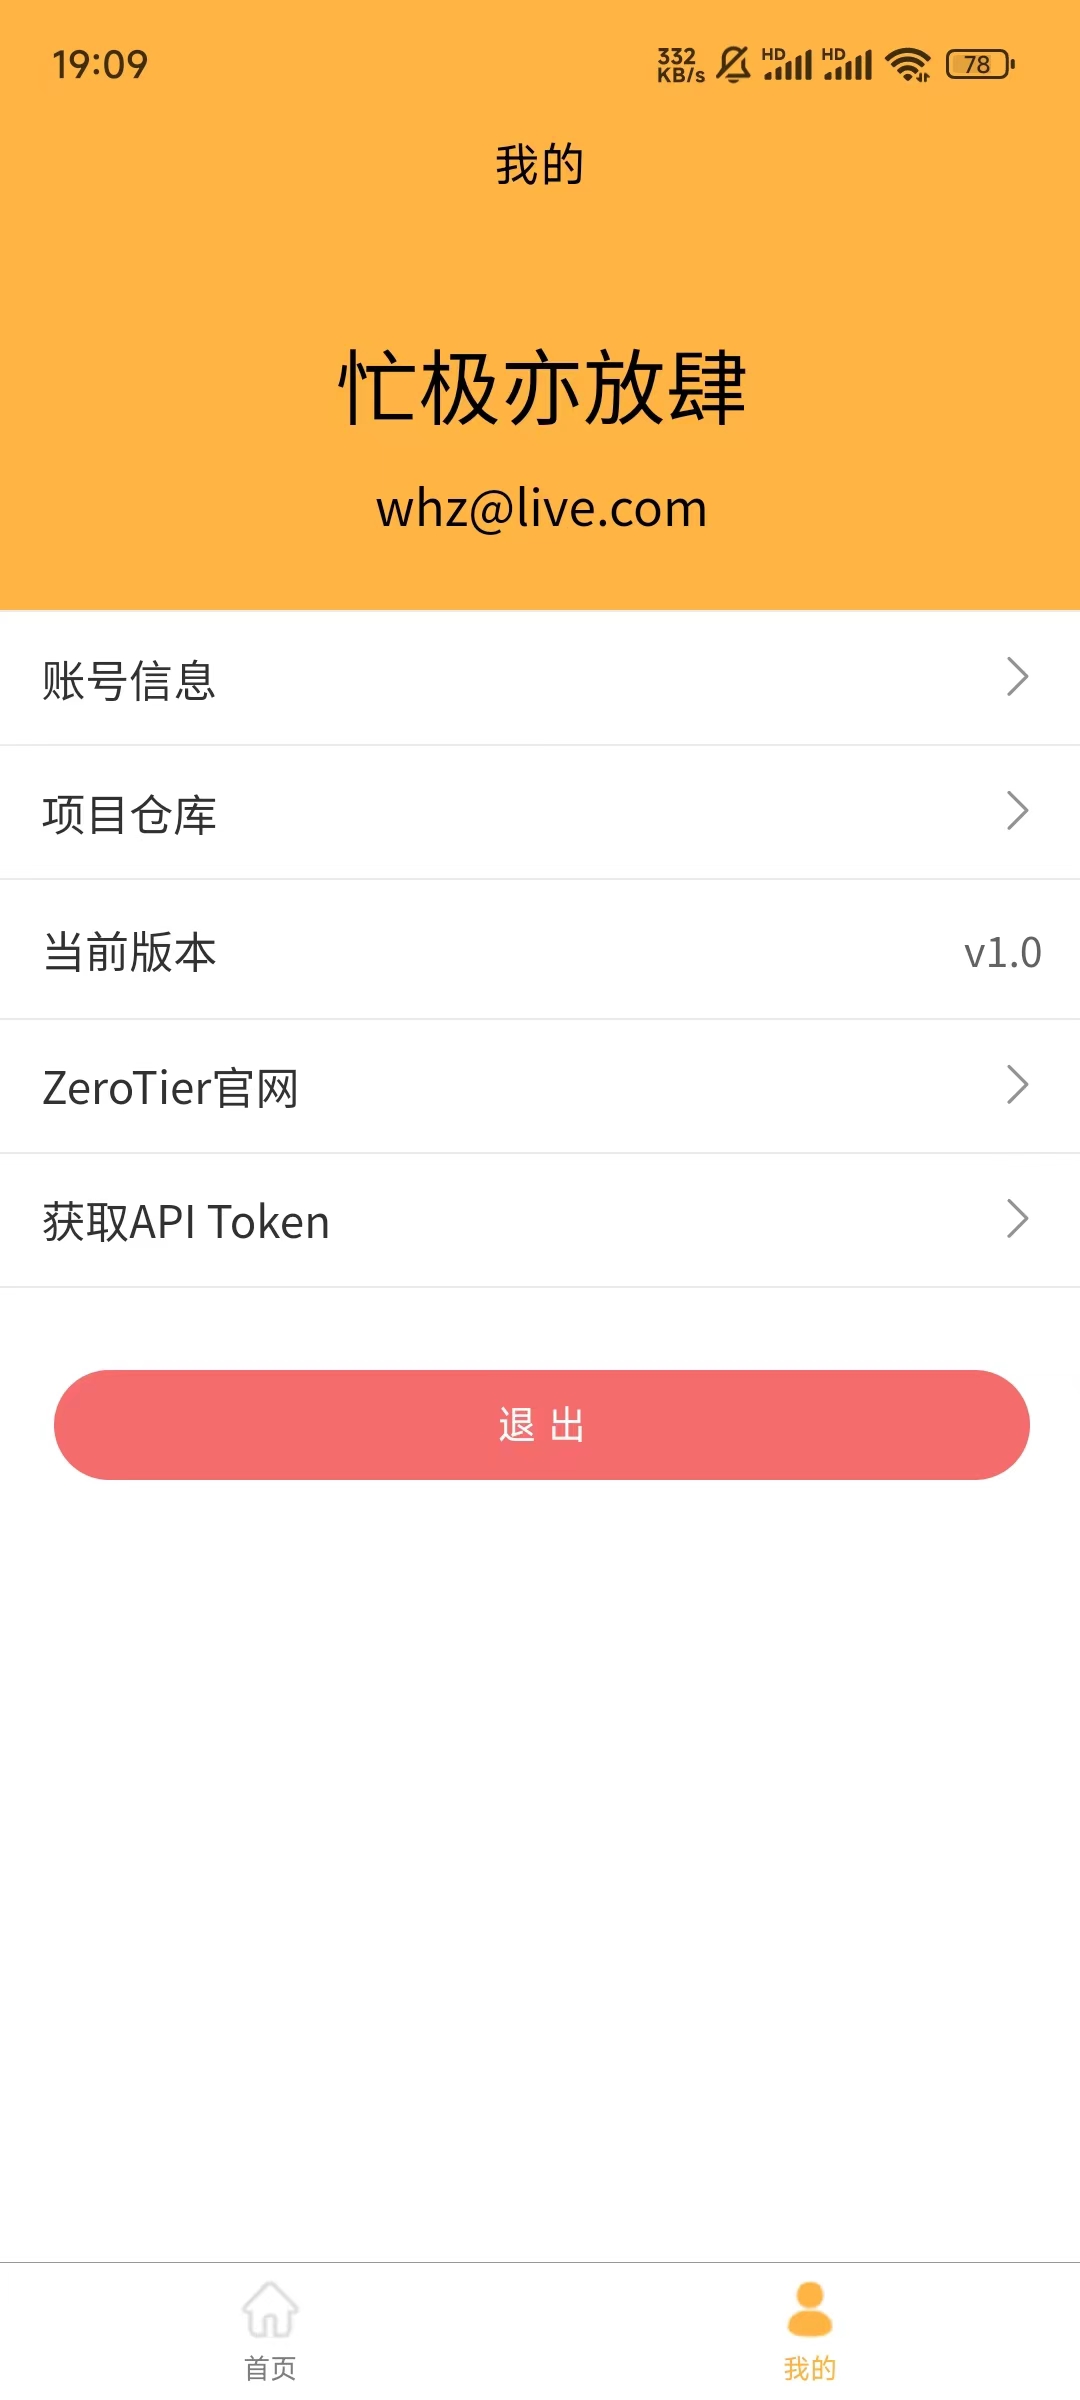 19:09
332 KB/s HD HD 78
我的
忙极亦放肆
whz@live.com
账号信息
项目仓库
当前版本 v1.0
ZeroTier官网
获取API Token
退出
首页 我的